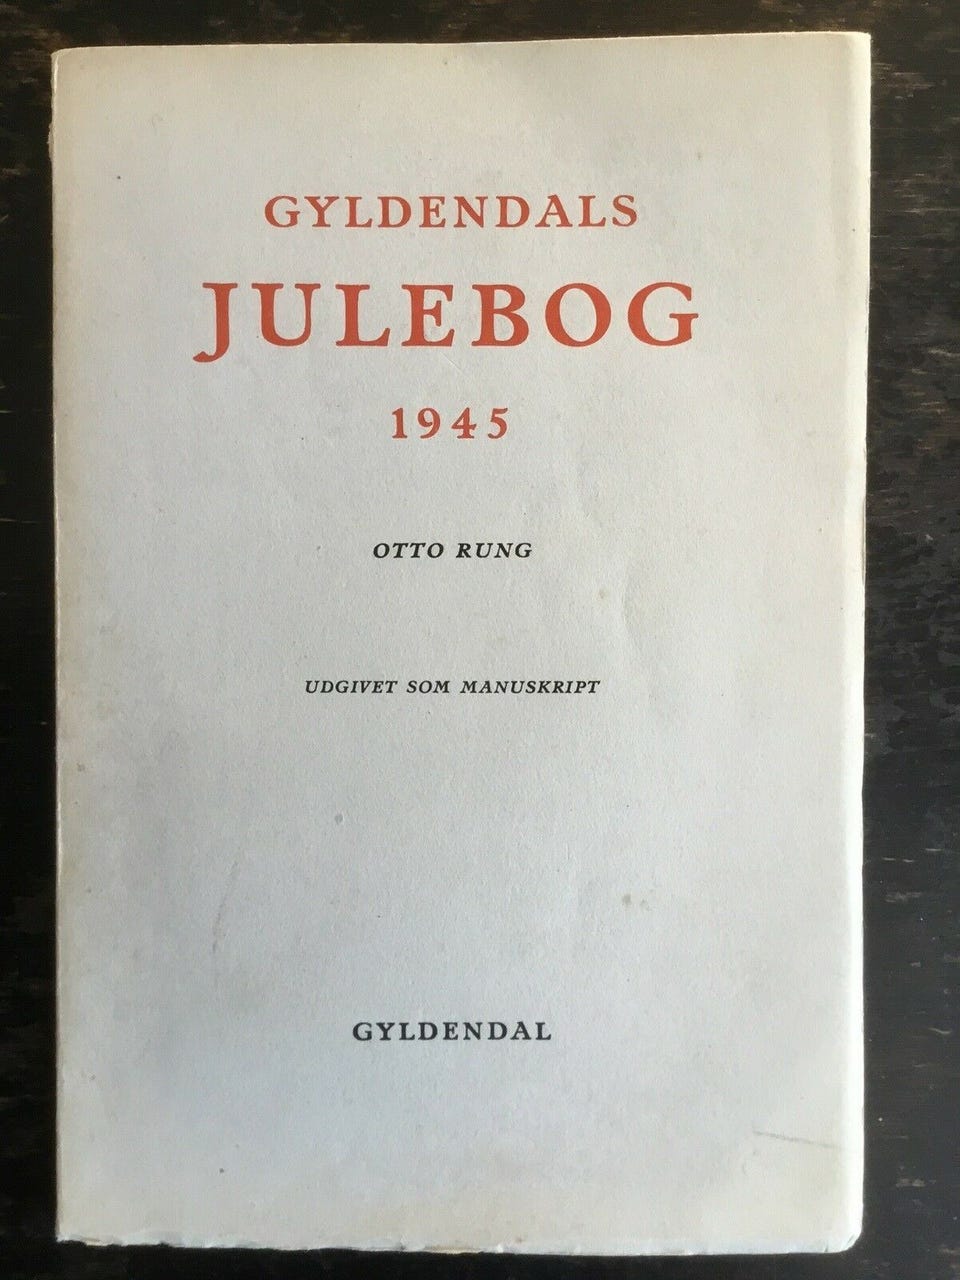 GYLDENDALS
JULEBOG
1945
OTTO RUNG
UDGIVET SOM MANUSKRIPT
GYLDENDAL